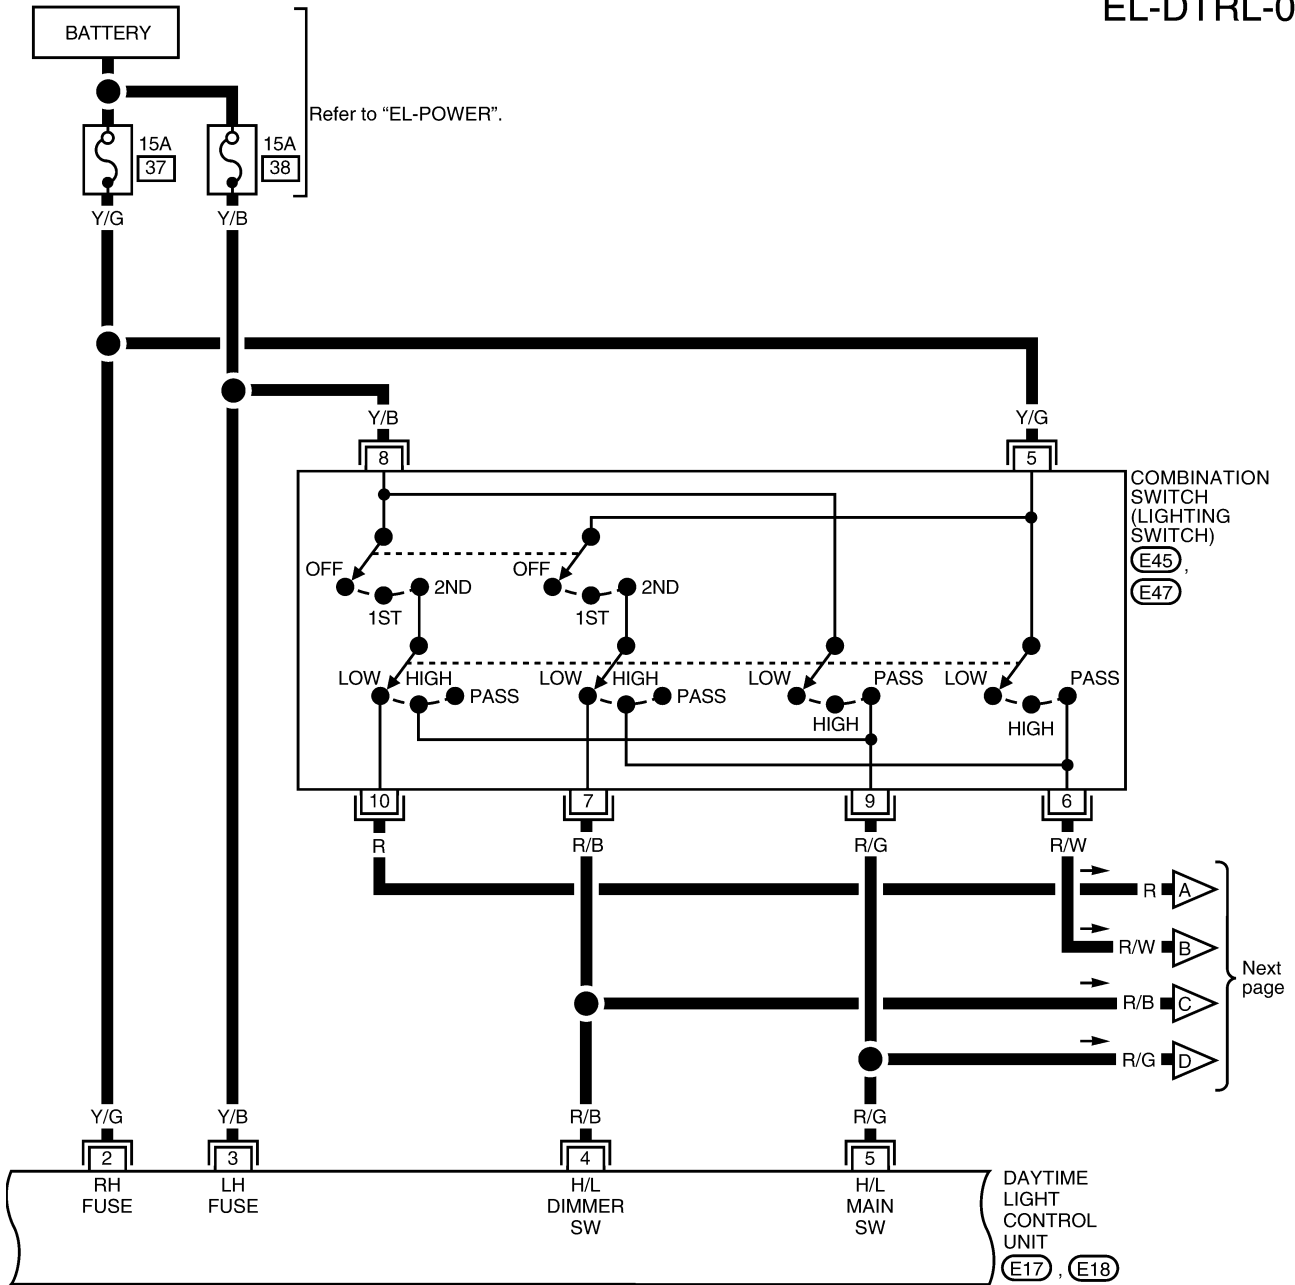 EL-DTRL-0
BATTERY
Refer to “EL-POWER”.
15A
37
15A
38
Y/G
Y/B
Y/B
Y/G
8
5
COMBINATION
SWITCH
(LIGHTING
SWITCH)
E45 ,
E47
OFF
1ST
2ND
OFF
1ST
2ND
LOW
HIGH
PASS
LOW
HIGH
PASS
LOW
HIGH
PASS
LOW
HIGH
PASS
10
7
9
6
R
R/B
R/G
R/W
R
A
R/W
B
R/B
C
R/G
D
Next
page
Y/G
Y/B
R/B
R/G
2
3
4
5
RH
FUSE
LH
FUSE
H/L
DIMMER
SW
H/L
MAIN
SW
DAYTIME
LIGHT
CONTROL
UNIT
E17 , E18